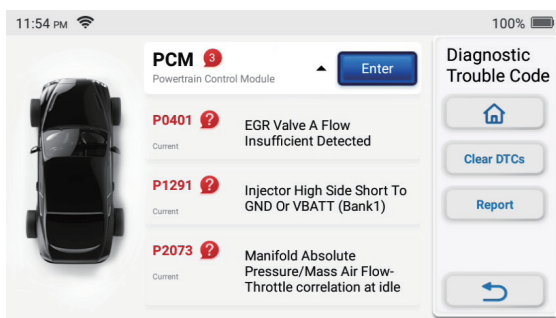 11:54 PM
100%
PCM 3
Powertrain Control Module
Enter
Diagnostic
Trouble Code
P0401 ?
Current
EGR Valve A Flow
Insufficient Detected
Clear DTCs
P1291 ?
Current
Injector High Side Short To
GND Or VBATT (Bank1)
Report
P2073 ?
Current
Manifold Absolute
Pressure/Mass Air Flow-
Throttle correlation at idle